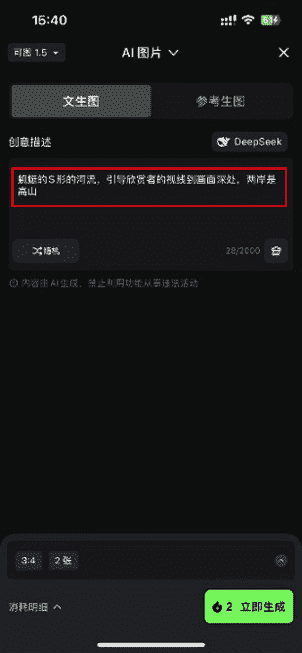 16:40
63
可图 1.5
AI 图片
文生图
参考生图
创意描述
DeepSeek
蜿蜒的S形的河流，引导欣赏者的视线到画面深处，两岸是
高山
随机
28/2000
内容由AI生成，禁止利用功能从事违法活动
3:4
2 张
消耗明细
2 立即生成